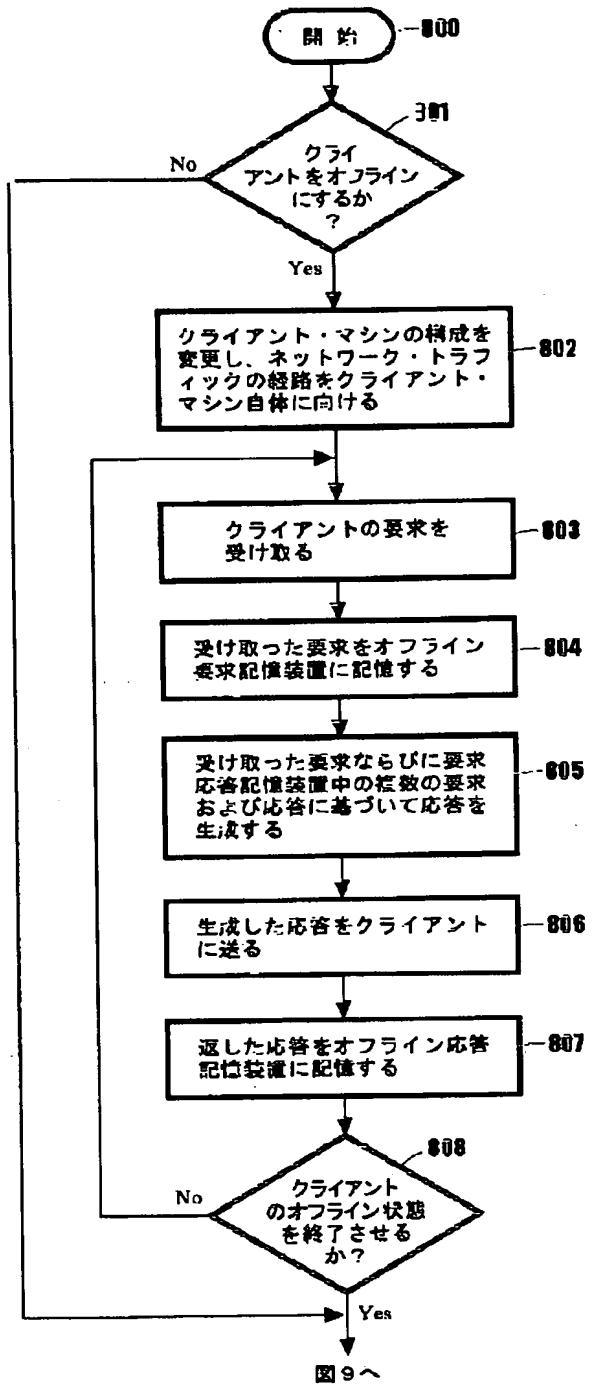 開始
800
801
クライ
アントをオフライン
にするか
?
No
Yes
クライアント・マシンの構成を
変更し、ネットワーク・トラフ
ィックの経路をクライアント・
マシン自体に向ける
802
クライアントの要求を
受け取る
803
受け取った要求をオフライン
要求記憶装置に記憶する
804
受け取った要求ならびに要求
応答記憶装置中の複数の要求
および応答に基づいて応答を
生成する
805
生成した応答をクライアント
に送る
806
返した応答をオフライン応答
記憶装置に記憶する
807
808
クライアント
のオフライン状態
を終了させる
か?
No
Yes
図9へ